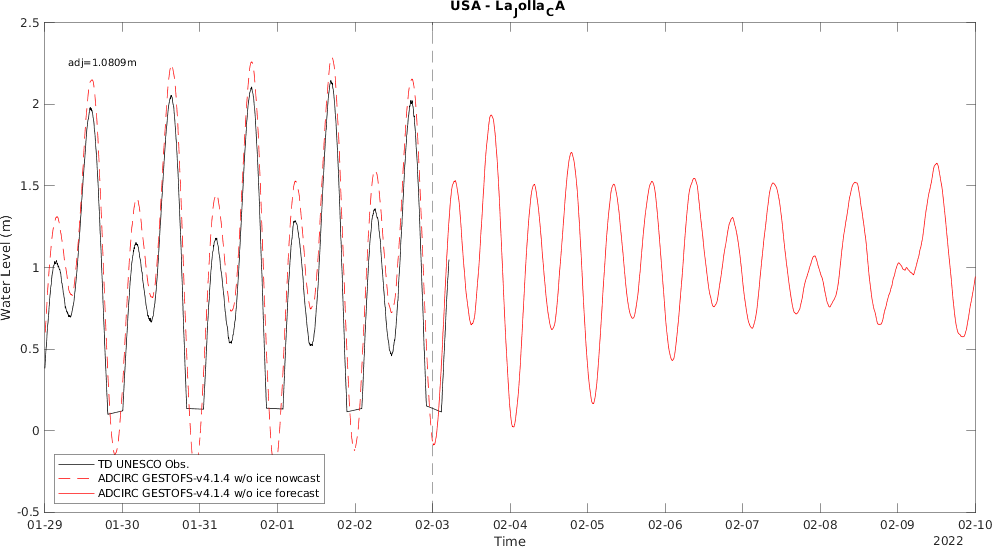 USA - LaJollaCA
adj=1.0809m
2.5
2
1.5
1
0.5
0
-0.5
Water Level (m)
TD UNESCO Obs.
ADCIRC GESTOFS-v4.1.4 w/o ice nowcast
ADCIRC GESTOFS-v4.1.4 w/o ice forecast
01-29 01-30 01-31 02-01 02-02 02-03 02-04 02-05 02-06 02-07 02-08 02-09 02-10
Time
2022